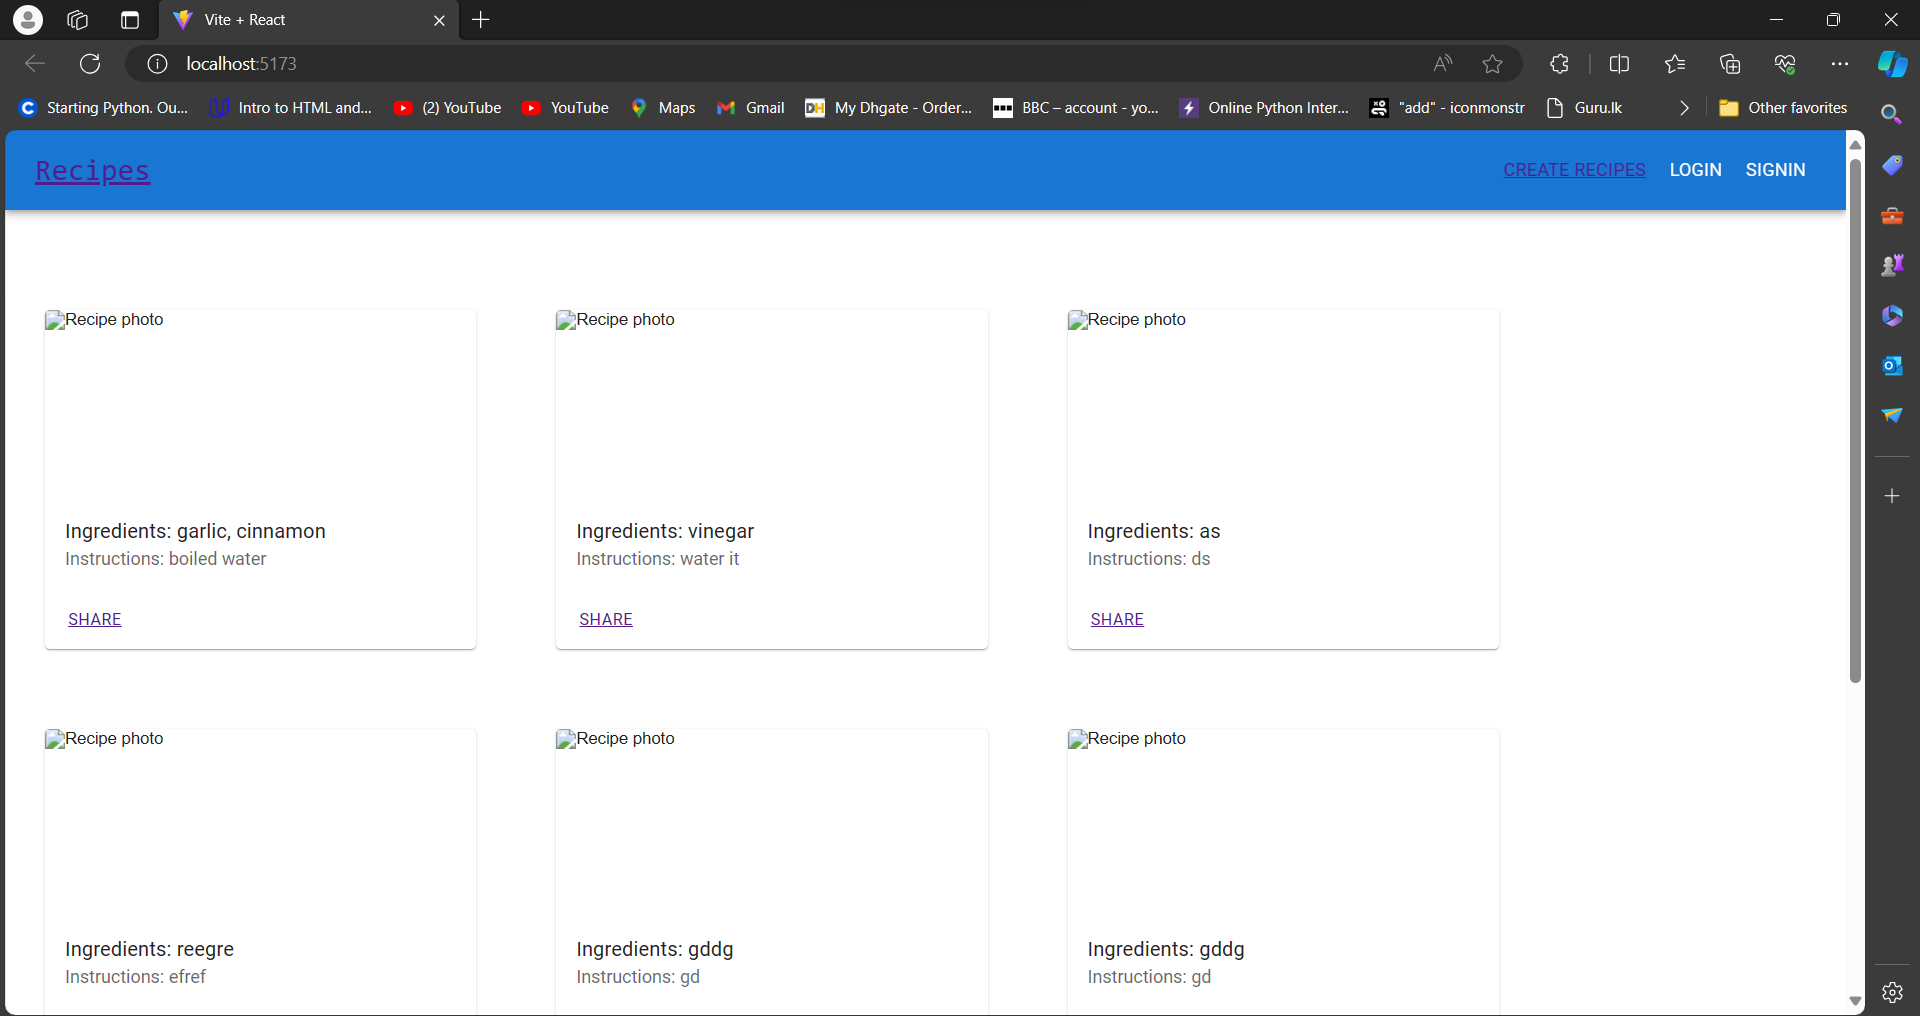 Vite + React
localhost:5173
Starting Python. Ou... Intro to HTML and... (2) YouTube YouTube Maps Gmail My Dhgate - Order... BBC – account - yo... Online Python Inter... "add" - iconmonstr Guru.lk Other favorites
Recipes CREATE RECIPES LOGIN SIGNIN
Recipe photo Recipe photo Recipe photo
Ingredients: garlic, cinnamon Ingredients: vinegar Ingredients: as
Instructions: boiled water Instructions: water it Instructions: ds
SHARE SHARE SHARE
Recipe photo Recipe photo Recipe photo
Ingredients: reegre Ingredients: gddg Ingredients: gddg
Instructions: efref Instructions: gd Instructions: gd